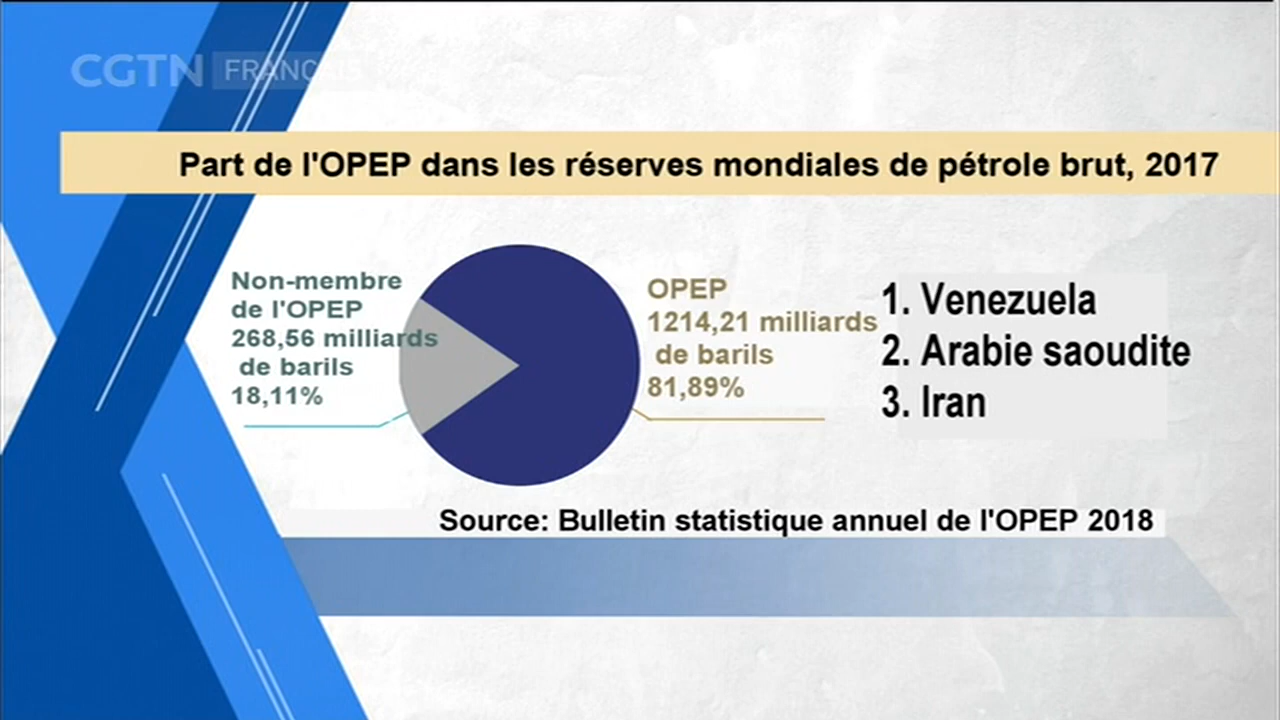 CGTN FRANÇAIS
Part de l'OPEP dans les réserves mondiales de pétrole brut, 2017
Non-membre
de l'OPEP
268,56 milliards
de barils
18,11%
OPEP
1214,21 milliards
de barils
81,89%
1. Venezuela
2. Arabie saoudite
3. Iran
Source: Bulletin statistique annuel de l'OPEP 2018